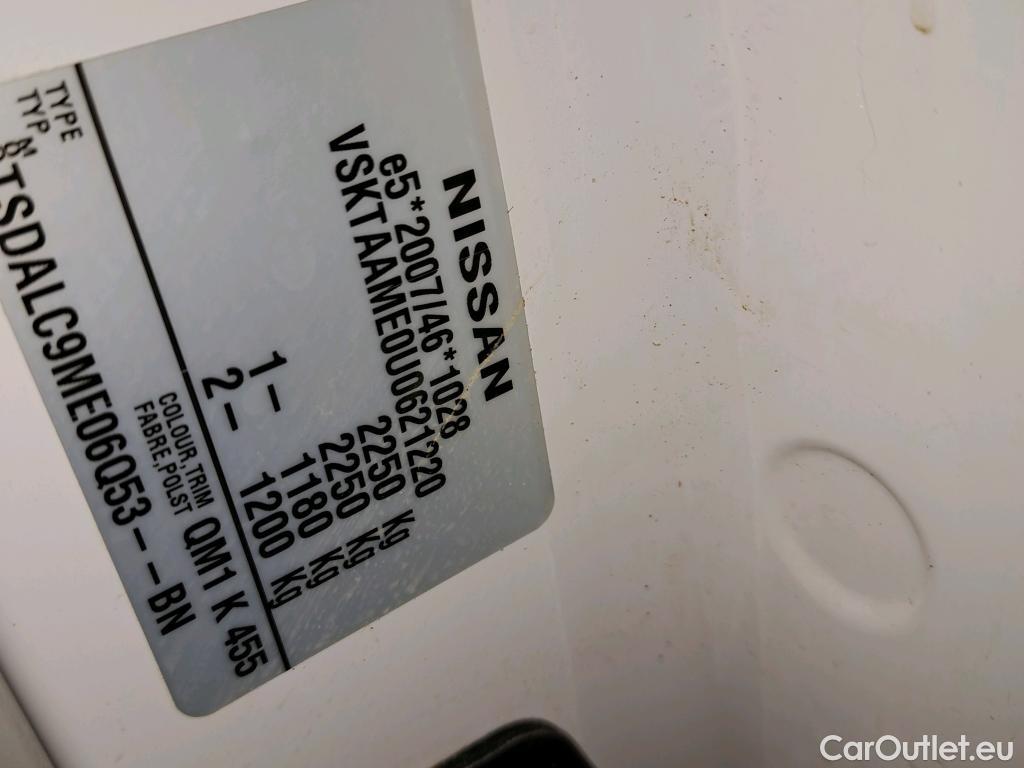 NISSAN
e5*2007/46*1028
VSKTAAME0U0621220
2250 Kg
2250 Kg
1- 1180 Kg
2- 1200 Kg
TYPE
TYP
TSDALC9ME06Q53--BN
COLOUR,TRIM
FABRE,POLST
QM1 K 455
CarOutlet.eu